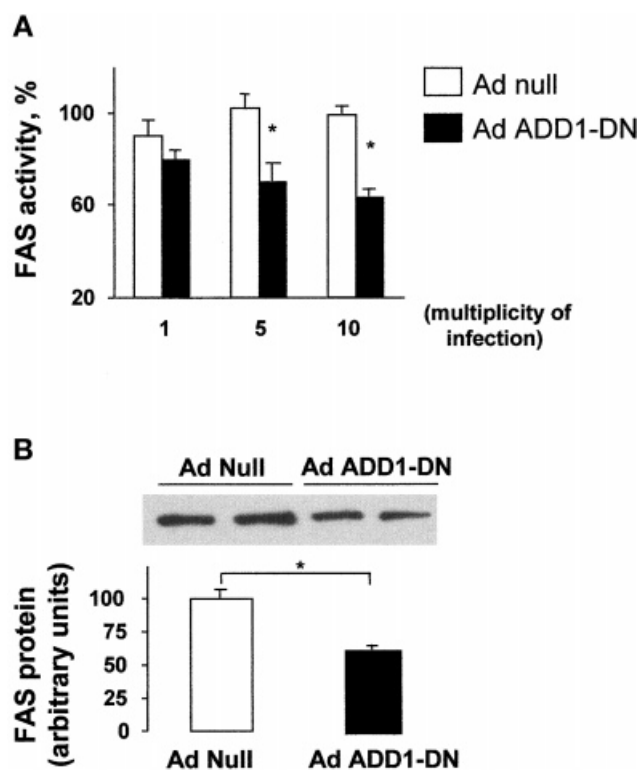 A
FAS activity, %
100
60
20
* *
1 5 10
(multiplicity of
infection)
Ad null
Ad ADD1-DN
B
Ad Null Ad ADD1-DN
FAS protein
(arbitrary units)
100
75
50
25
0
*
Ad Null Ad ADD1-DN